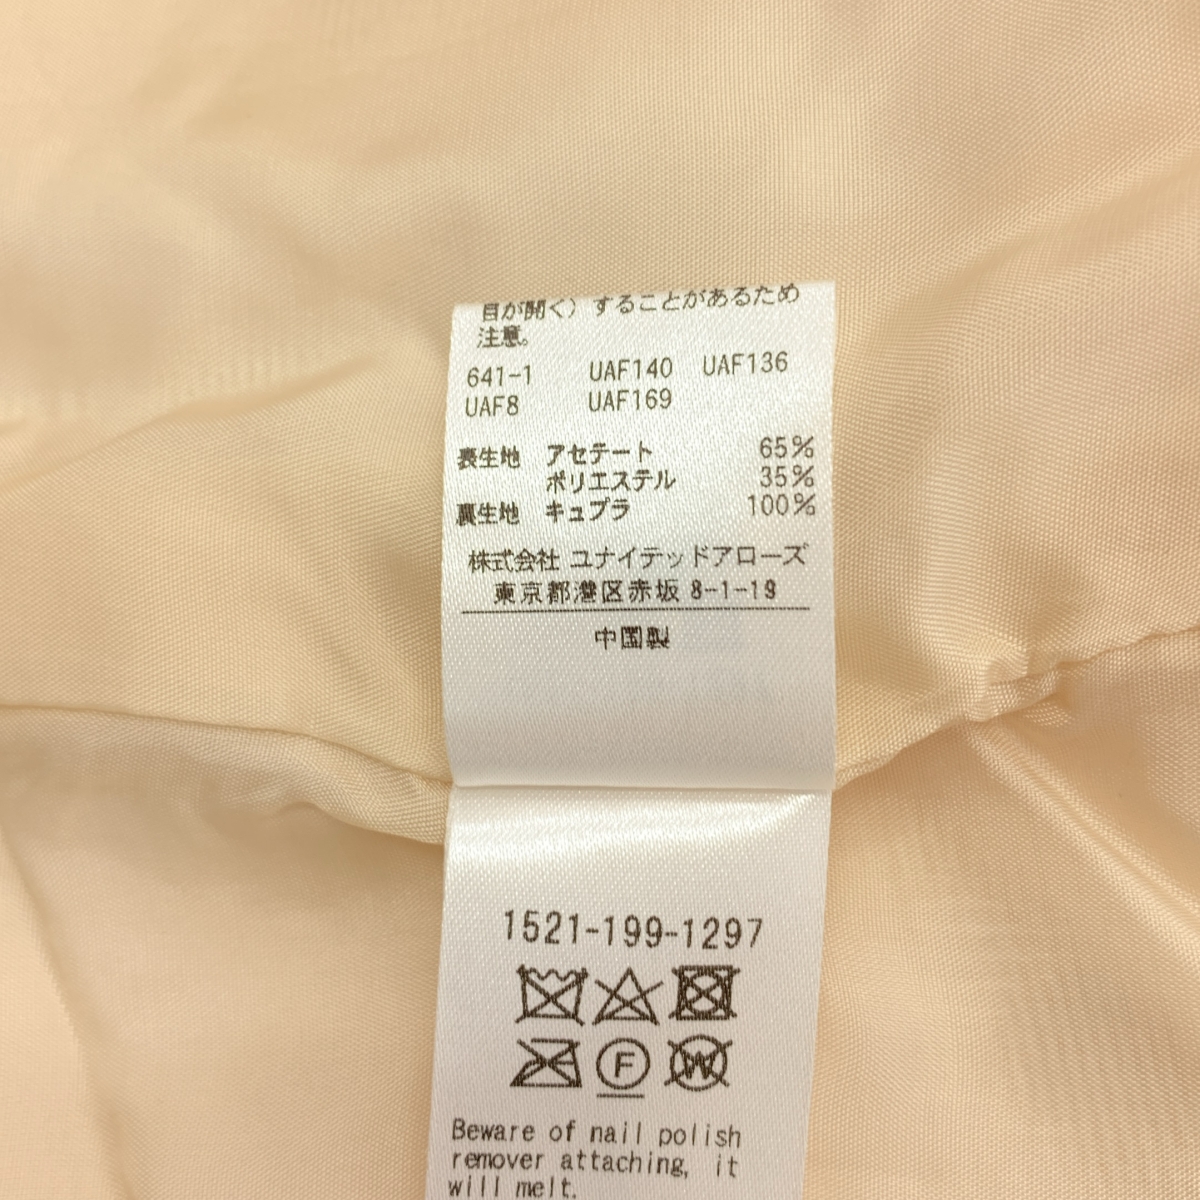 目が開く）することがあるため
注意。
641-1 UAF140 UAF136
UAF8 UAF169
表生地 アセテート 65%
ポリエステル 35%
裏生地 キュプラ 100%
株式会社 ユナイテッドアローズ
東京都港区赤坂 8-1-19
中国製
1521-199-1297
F W
Beware of nail polish
remover attaching, it
will melt.